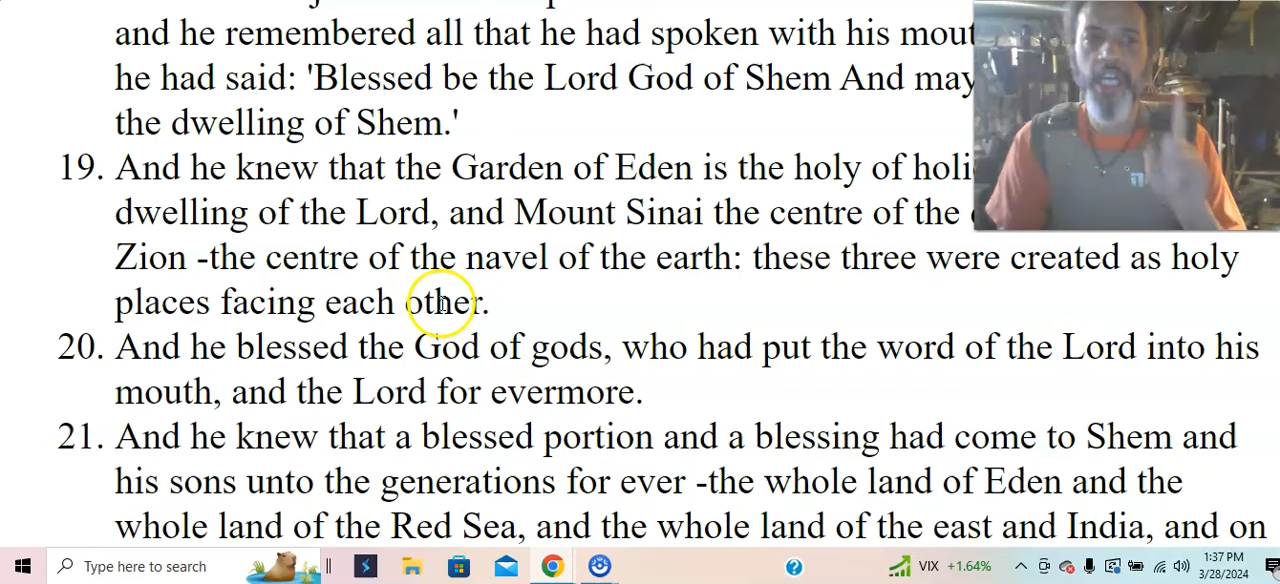 and he remembered all that he had spoken with his
he had said: 'Blessed be the Lord God of Shem And may
the dwelling of Shem.'
19. And he knew that the Garden of Eden is the holy of
dwelling of the Lord, and Mount Sinai the centre of the
Zion -the centre of the navel of the earth: these three were created as holy
places facing each other.
20. And he blessed the God of gods, who had put the word of the Lord into his
mouth, and the Lord for evermore.
21. And he knew that a blessed portion and a blessing had come to Shem and
his sons unto the generations for ever -the whole land of Eden and the
whole land of the Red Sea, and the whole land of the east and India, and on
Type here to search
VIX +1.64%
1:37 PM
3/28/2024